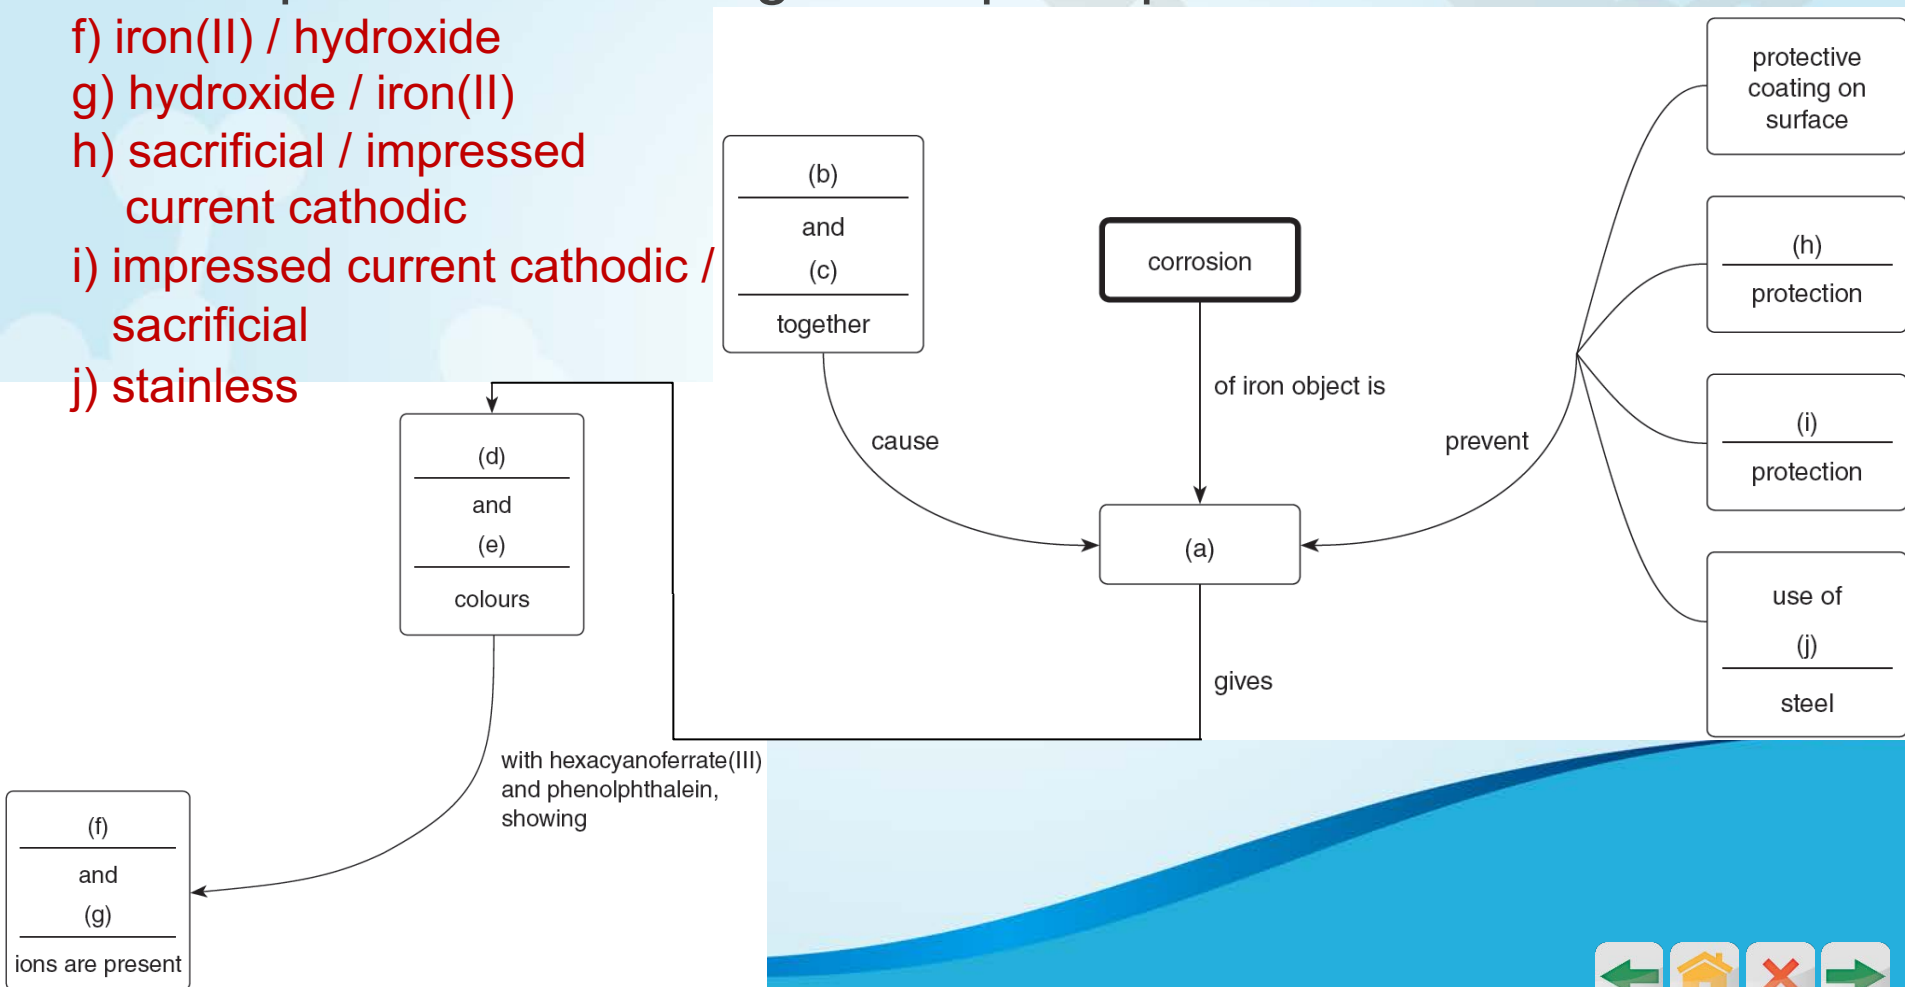 f) iron(II) / hydroxide
g) hydroxide / iron(II)
h) sacrificial / impressed
current cathodic
i) impressed current cathodic /
sacrificial
j) stainless
(b)
and
(c)
together
corrosion
of iron object is
cause
prevent
(a)
gives
protective
coating on
surface
(h)
protection
(i)
protection
use of
(j)
steel
(d)
and
(e)
colours
with hexacyanoferrate(III)
and phenolphthalein,
showing
(f)
and
(g)
ions are present